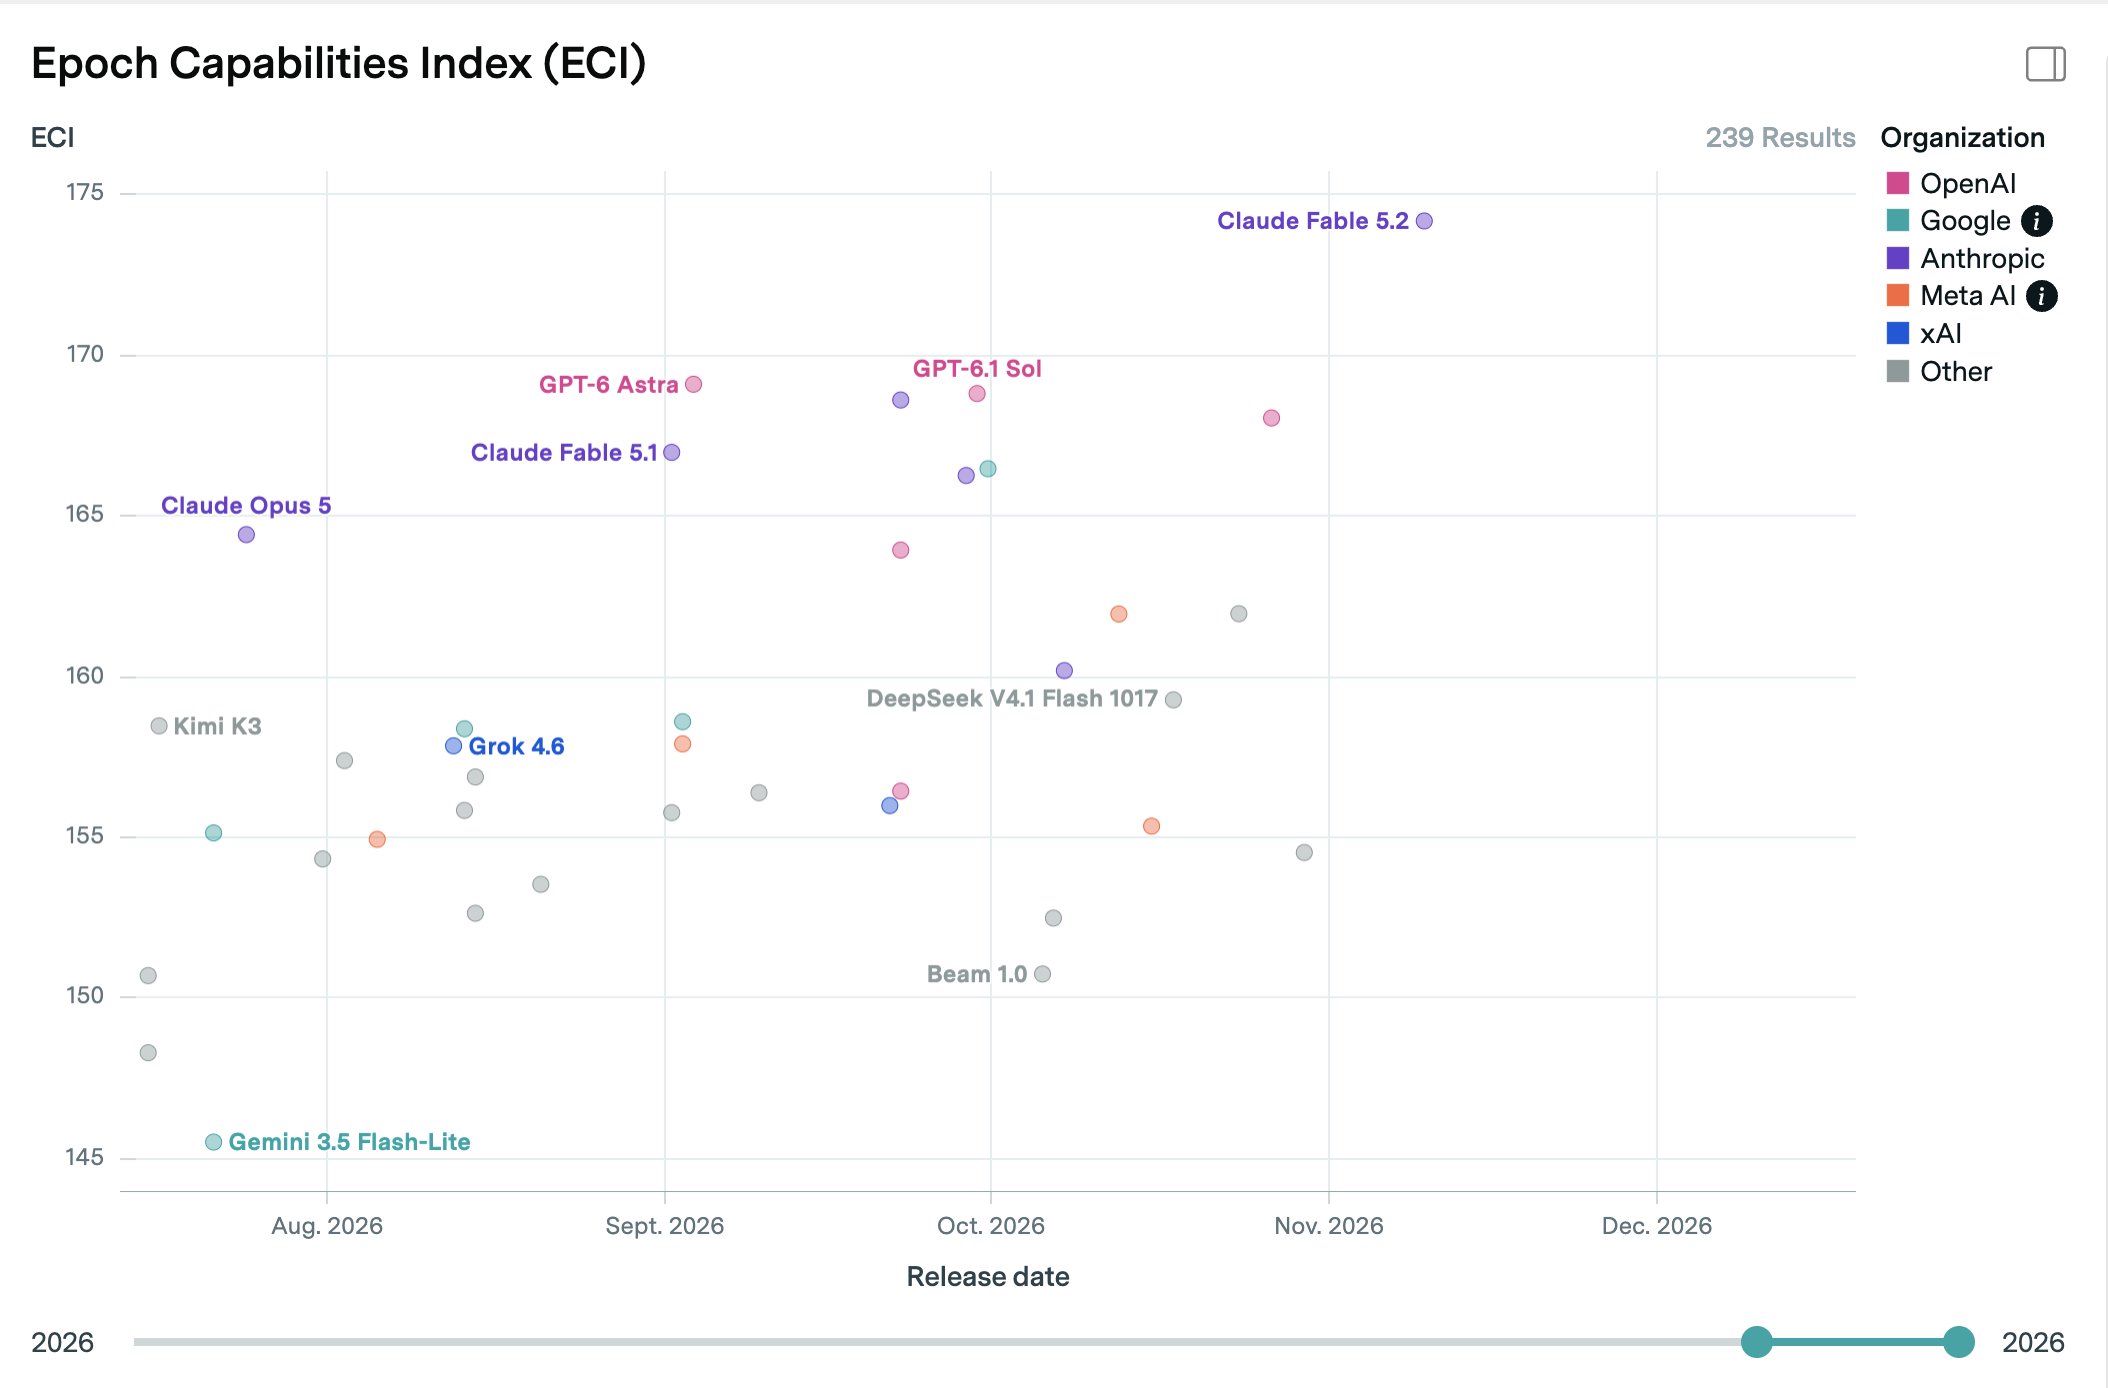 Epoch Capabilities Index (ECI)
ECI
239 Results
Organization
OpenAI
Google
Anthropic
Meta AI
xAI
Other
175
170
165
160
155
150
145
Claude Fable 5.2
GPT-6.1 Sol
GPT-6 Astra
Claude Fable 5.1
Claude Opus 5
DeepSeek V4.1 Flash 1017
Kimi K3
Grok 4.6
Beam 1.0
Gemini 3.5 Flash-Lite
Aug. 2026
Sept. 2026
Oct. 2026
Nov. 2026
Dec. 2026
Release date
2026
2026